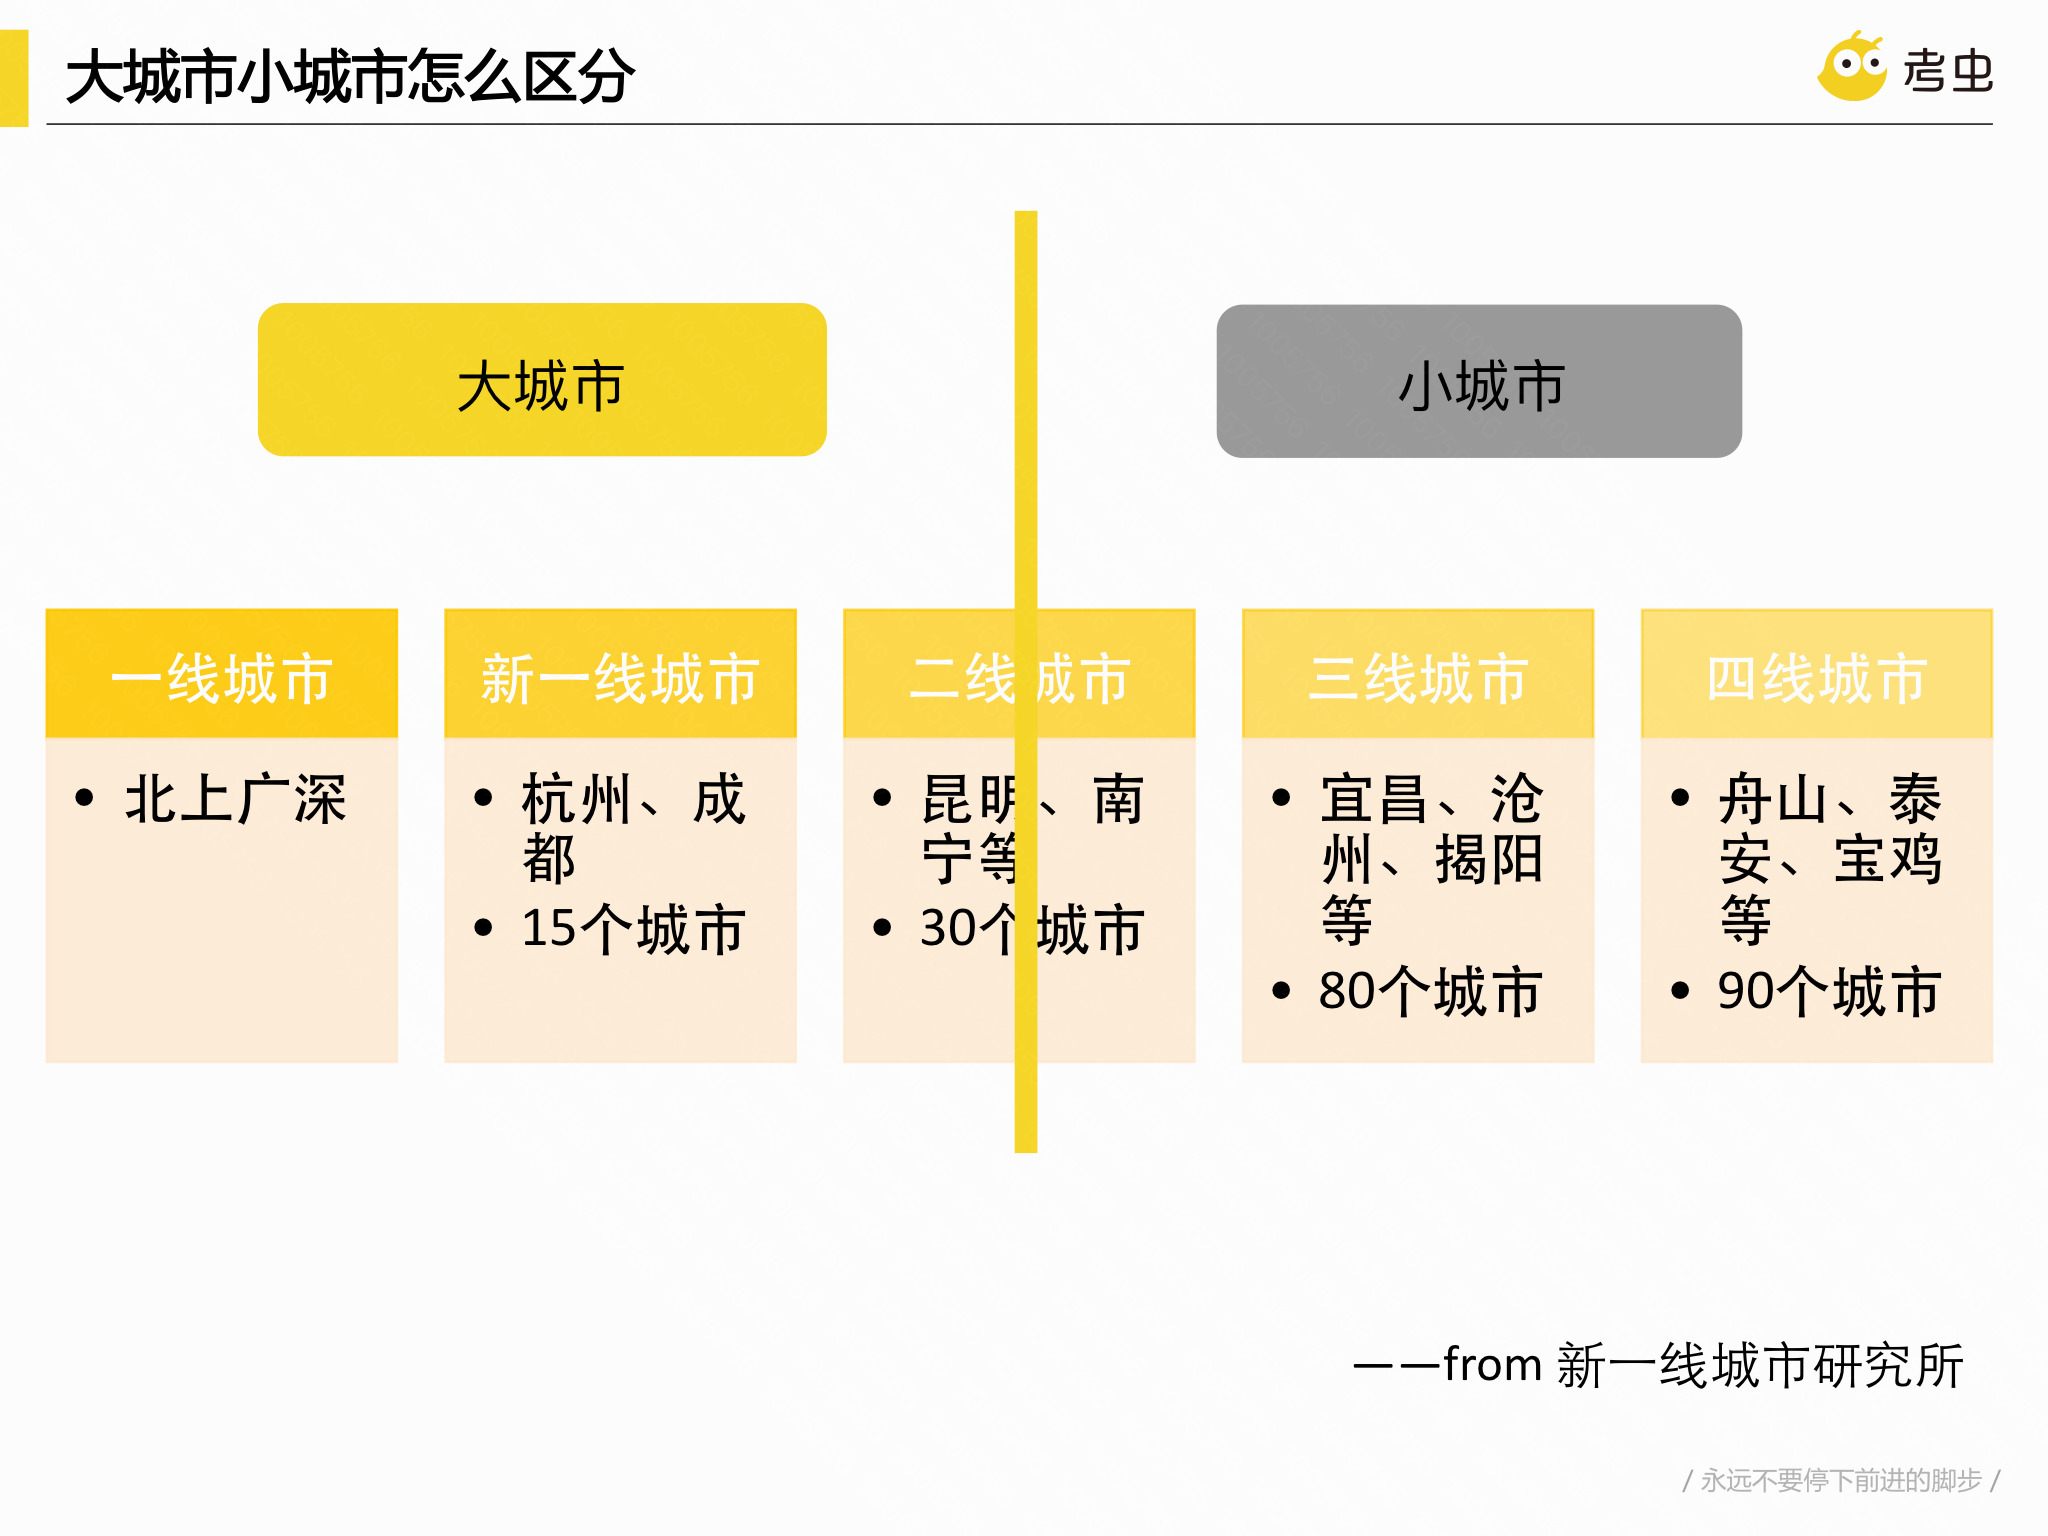 大城市小城市怎么区分
考虫
大城市
小城市
一线城市
• 北上广深
新一线城市
• 杭州、成
都
• 15个城市
二线城市
• 昆明、南
宁等
• 30个城市
三线城市
• 宜昌、沧
州、揭阳
等
• 80个城市
四线城市
• 舟山、泰
安、宝鸡
等
• 90个城市
——from 新一线城市研究所
/ 永远不要停下前进的脚步 /